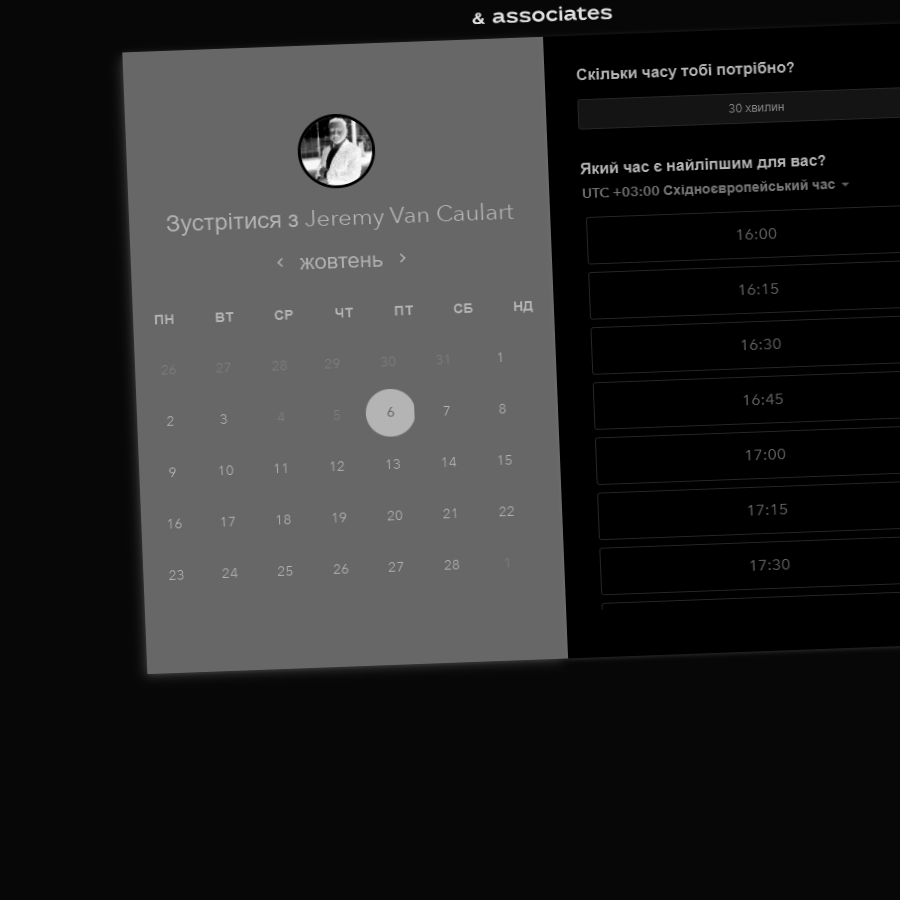 & associates
Зустрітися з Jeremy Van Caulart
жовтень
ПН ВТ СР ЧТ ПТ СБ НД
26 27 28 29 30 31 1
2 3 4 5 6 7 8
9 10 11 12 13 14 15
16 17 18 19 20 21 22
23 24 25 26 27 28 1
Скільки часу тобі потрібно?
30 хвилин
Який час є найліпшим для вас?
UTC +03:00 Східноєвропейський час
16:00
16:15
16:30
16:45
17:00
17:15
17:30